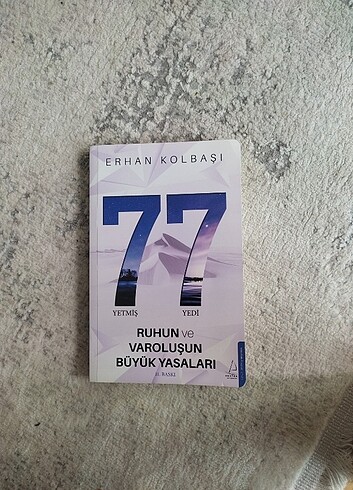 ERHAN KOLBAŞI
77
YETMİŞ YEDİ
RUHUN ve
VAROLUŞUN
BÜYÜK YASALARI